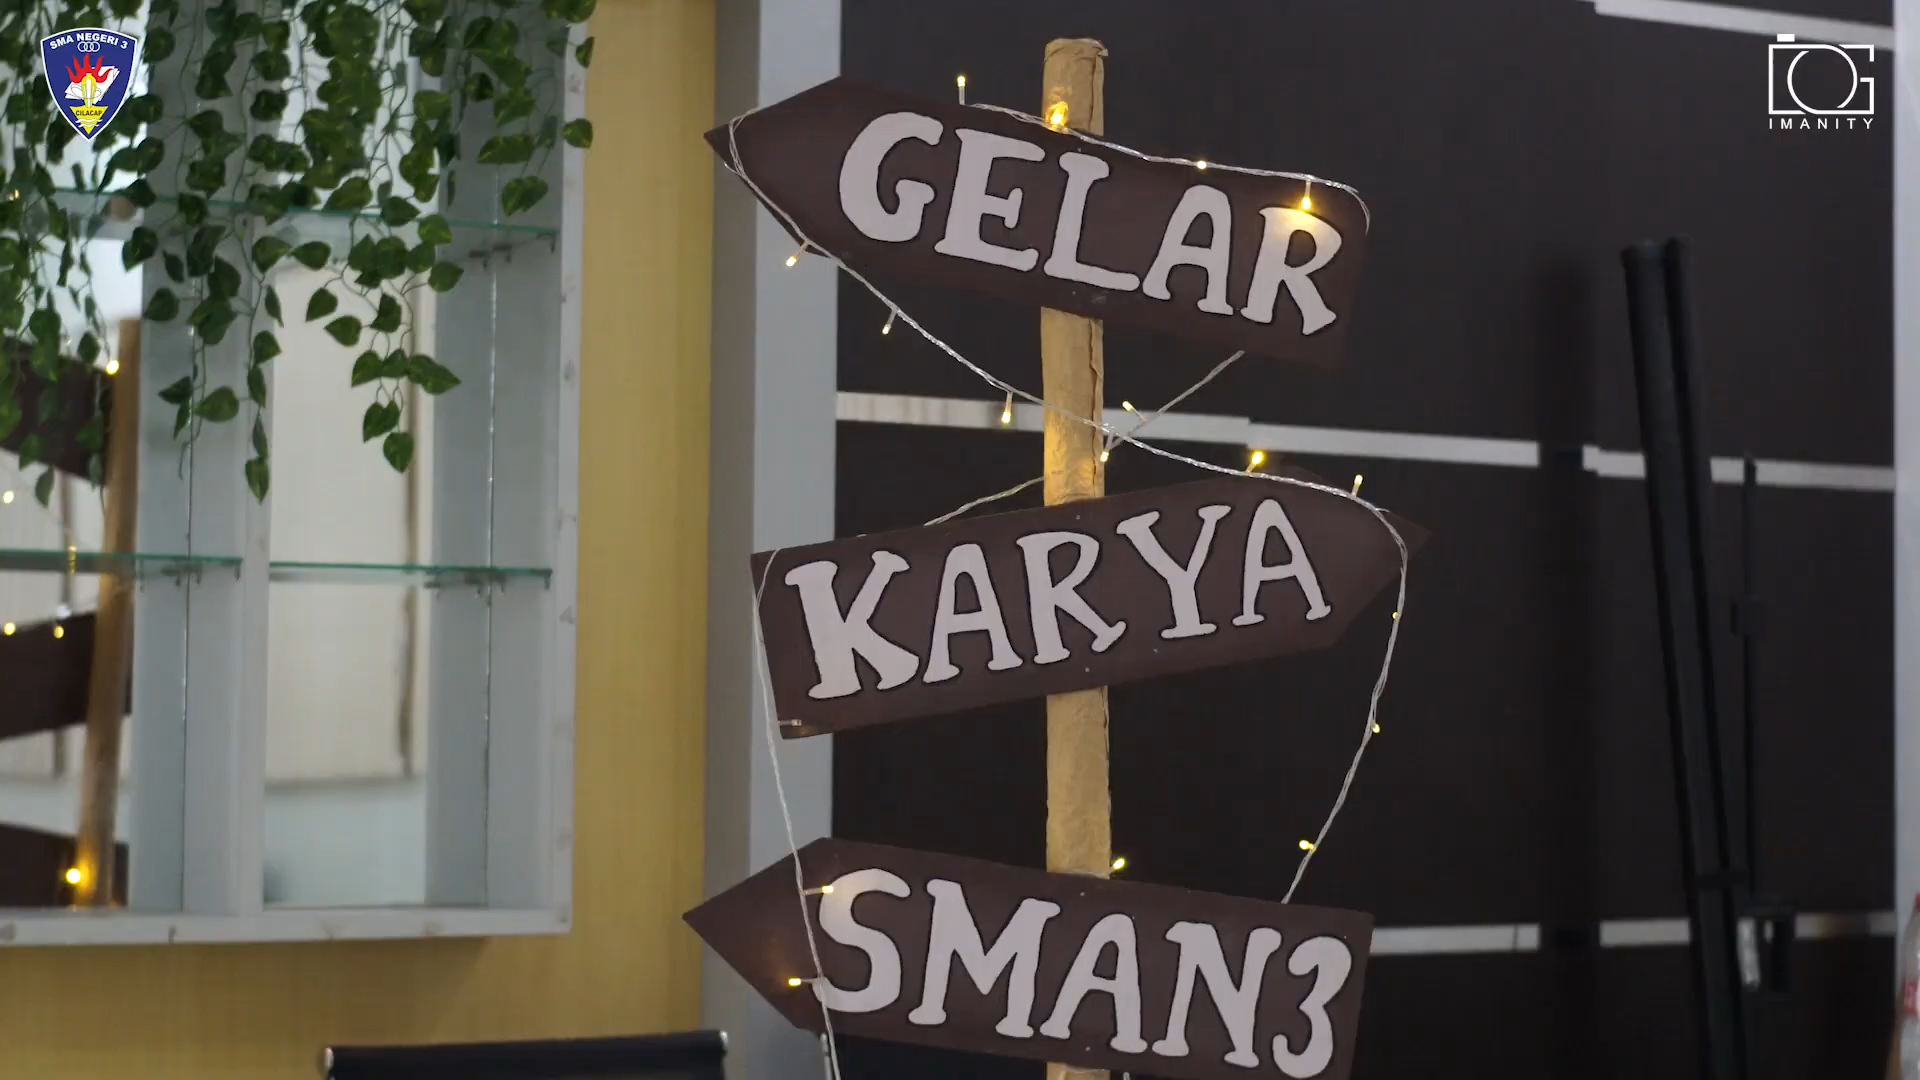 SMA NEGERI 3
CILACAP
IMANITY
GELAR
KARYA
SMAN3